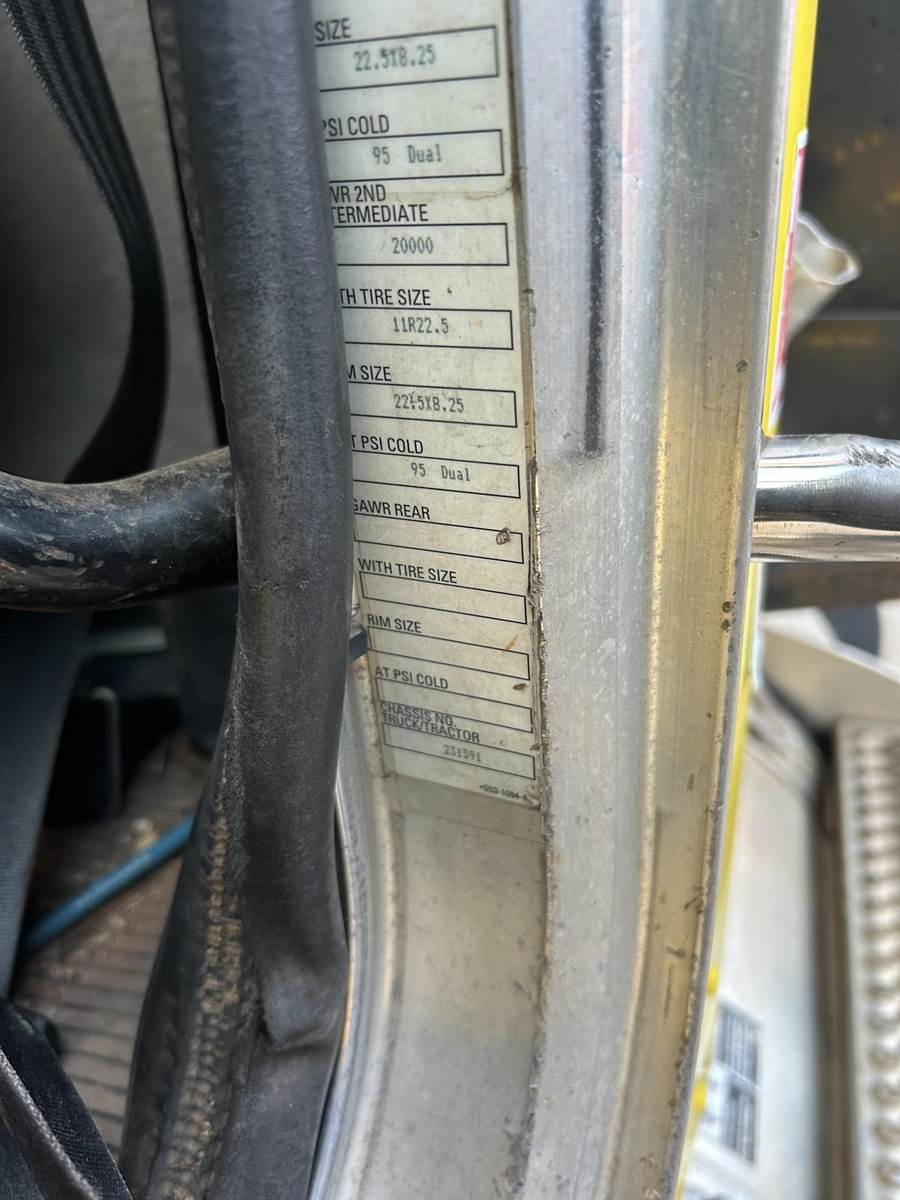 SIZE
22.5X8.25
PSI COLD
95 Dual
WR 2ND
TERMEDIATE
20000
TH TIRE SIZE
11R22.5
M SIZE
22.5X8.25
T PSI COLD
95 Dual
GAWR REAR
WITH TIRE SIZE
RIM SIZE
AT PSI COLD
CHASSIS NO.
TRUCK/TRACTOR
231391